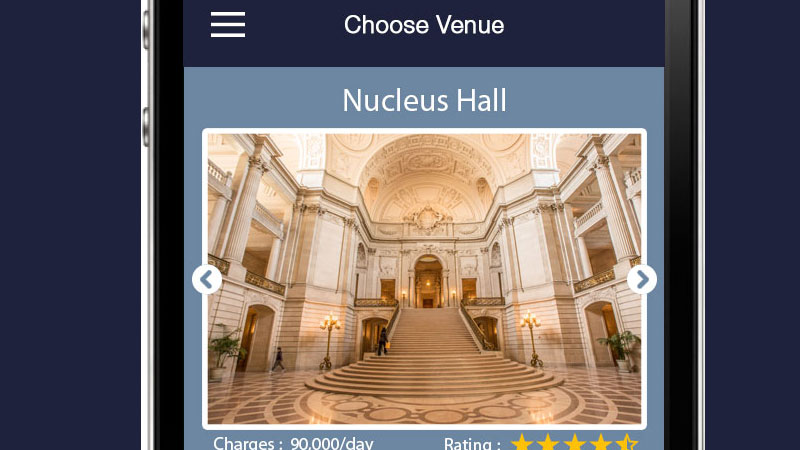 Choose Venue
Nucleus Hall
Charges : 90,000/day
Rating :